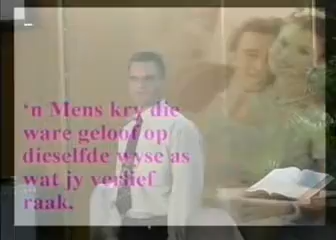 ‘n Mens kry die
ware geloof op
dieselfde wyse as
wat jy verlief
raak.